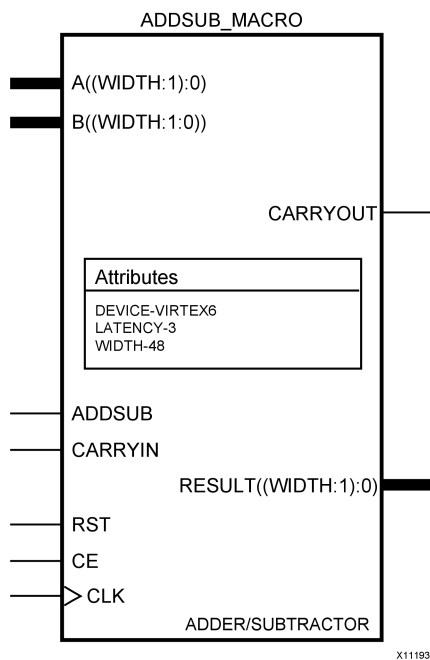 ADDSUB_MACRO
A((WIDTH:1):0)
B((WIDTH:1:0))
CARRYOUT
Attributes
DEVICE-VIRTEX6
LATENCY-3
WIDTH-48
ADDSUB
CARRYIN
RESULT((WIDTH:1):0)
RST
CE
CLK
ADDER/SUBTRACTOR
X11193